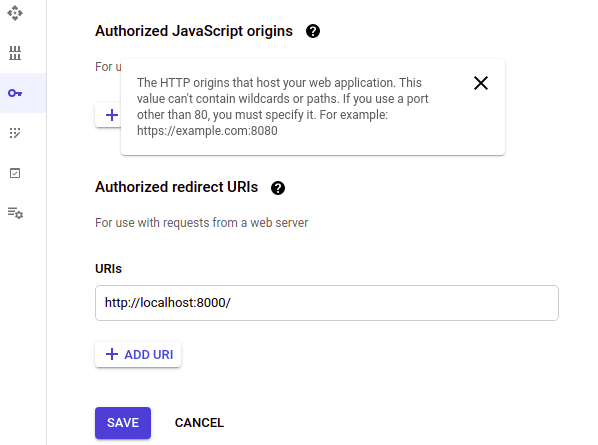 Authorized JavaScript origins
For u
The HTTP origins that host your web application. This
value can't contain wildcards or paths. If you use a port
other than 80, you must specify it. For example:
https://example.com:8080
Authorized redirect URIs
For use with requests from a web server
URIs
http://localhost:8000/
+ ADD URI
SAVE CANCEL